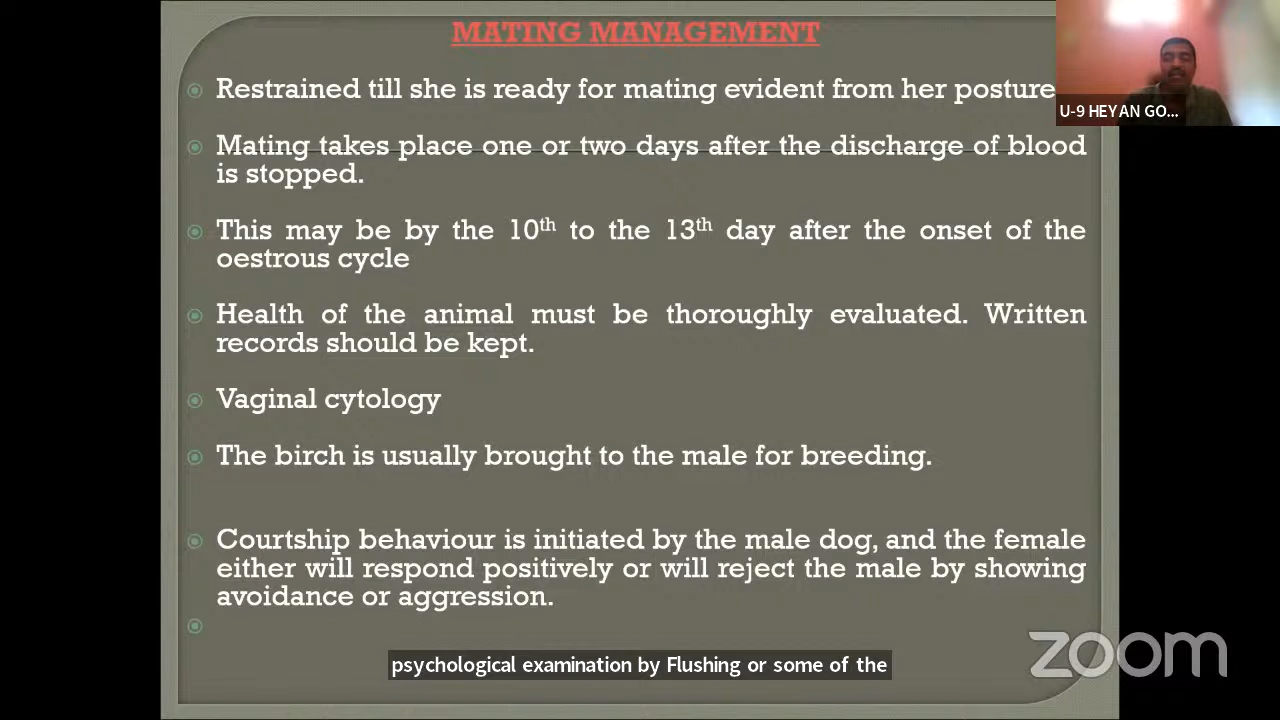 MATING MANAGEMENT
Restrained till she is ready for mating evident from her posture
U-9 HEYAN GO...
Mating takes place one or two days after the discharge of blood
is stopped.
This may be by the 10th to the 13th day after the onset of the
oestrous cycle
Health of the animal must be thoroughly evaluated. Written
records should be kept.
Vaginal cytology
The birch is usually brought to the male for breeding.
Courtship behaviour is initiated by the male dog, and the female
either will respond positively or will reject the male by showing
avoidance or aggression.
psychological examination by Flushing or some of the
zoom